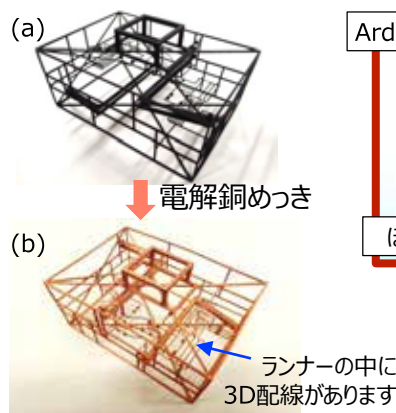 (a)
Ard
電解銅めっき
(b)
ランナーの中に
3D配線があります